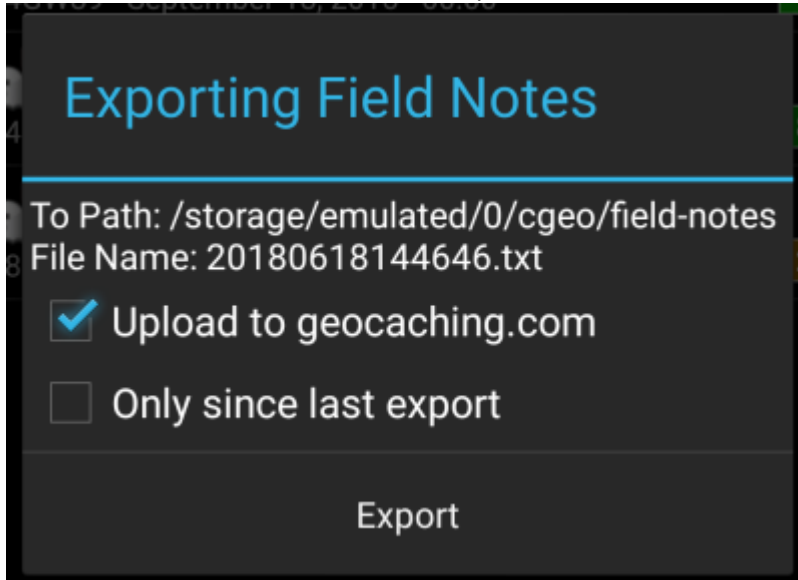 Exporting Field Notes
To Path: /storage/emulated/0/cgeo/field-notes
File Name: 20180618144646.txt
Upload to geocaching.com
Only since last export
Export